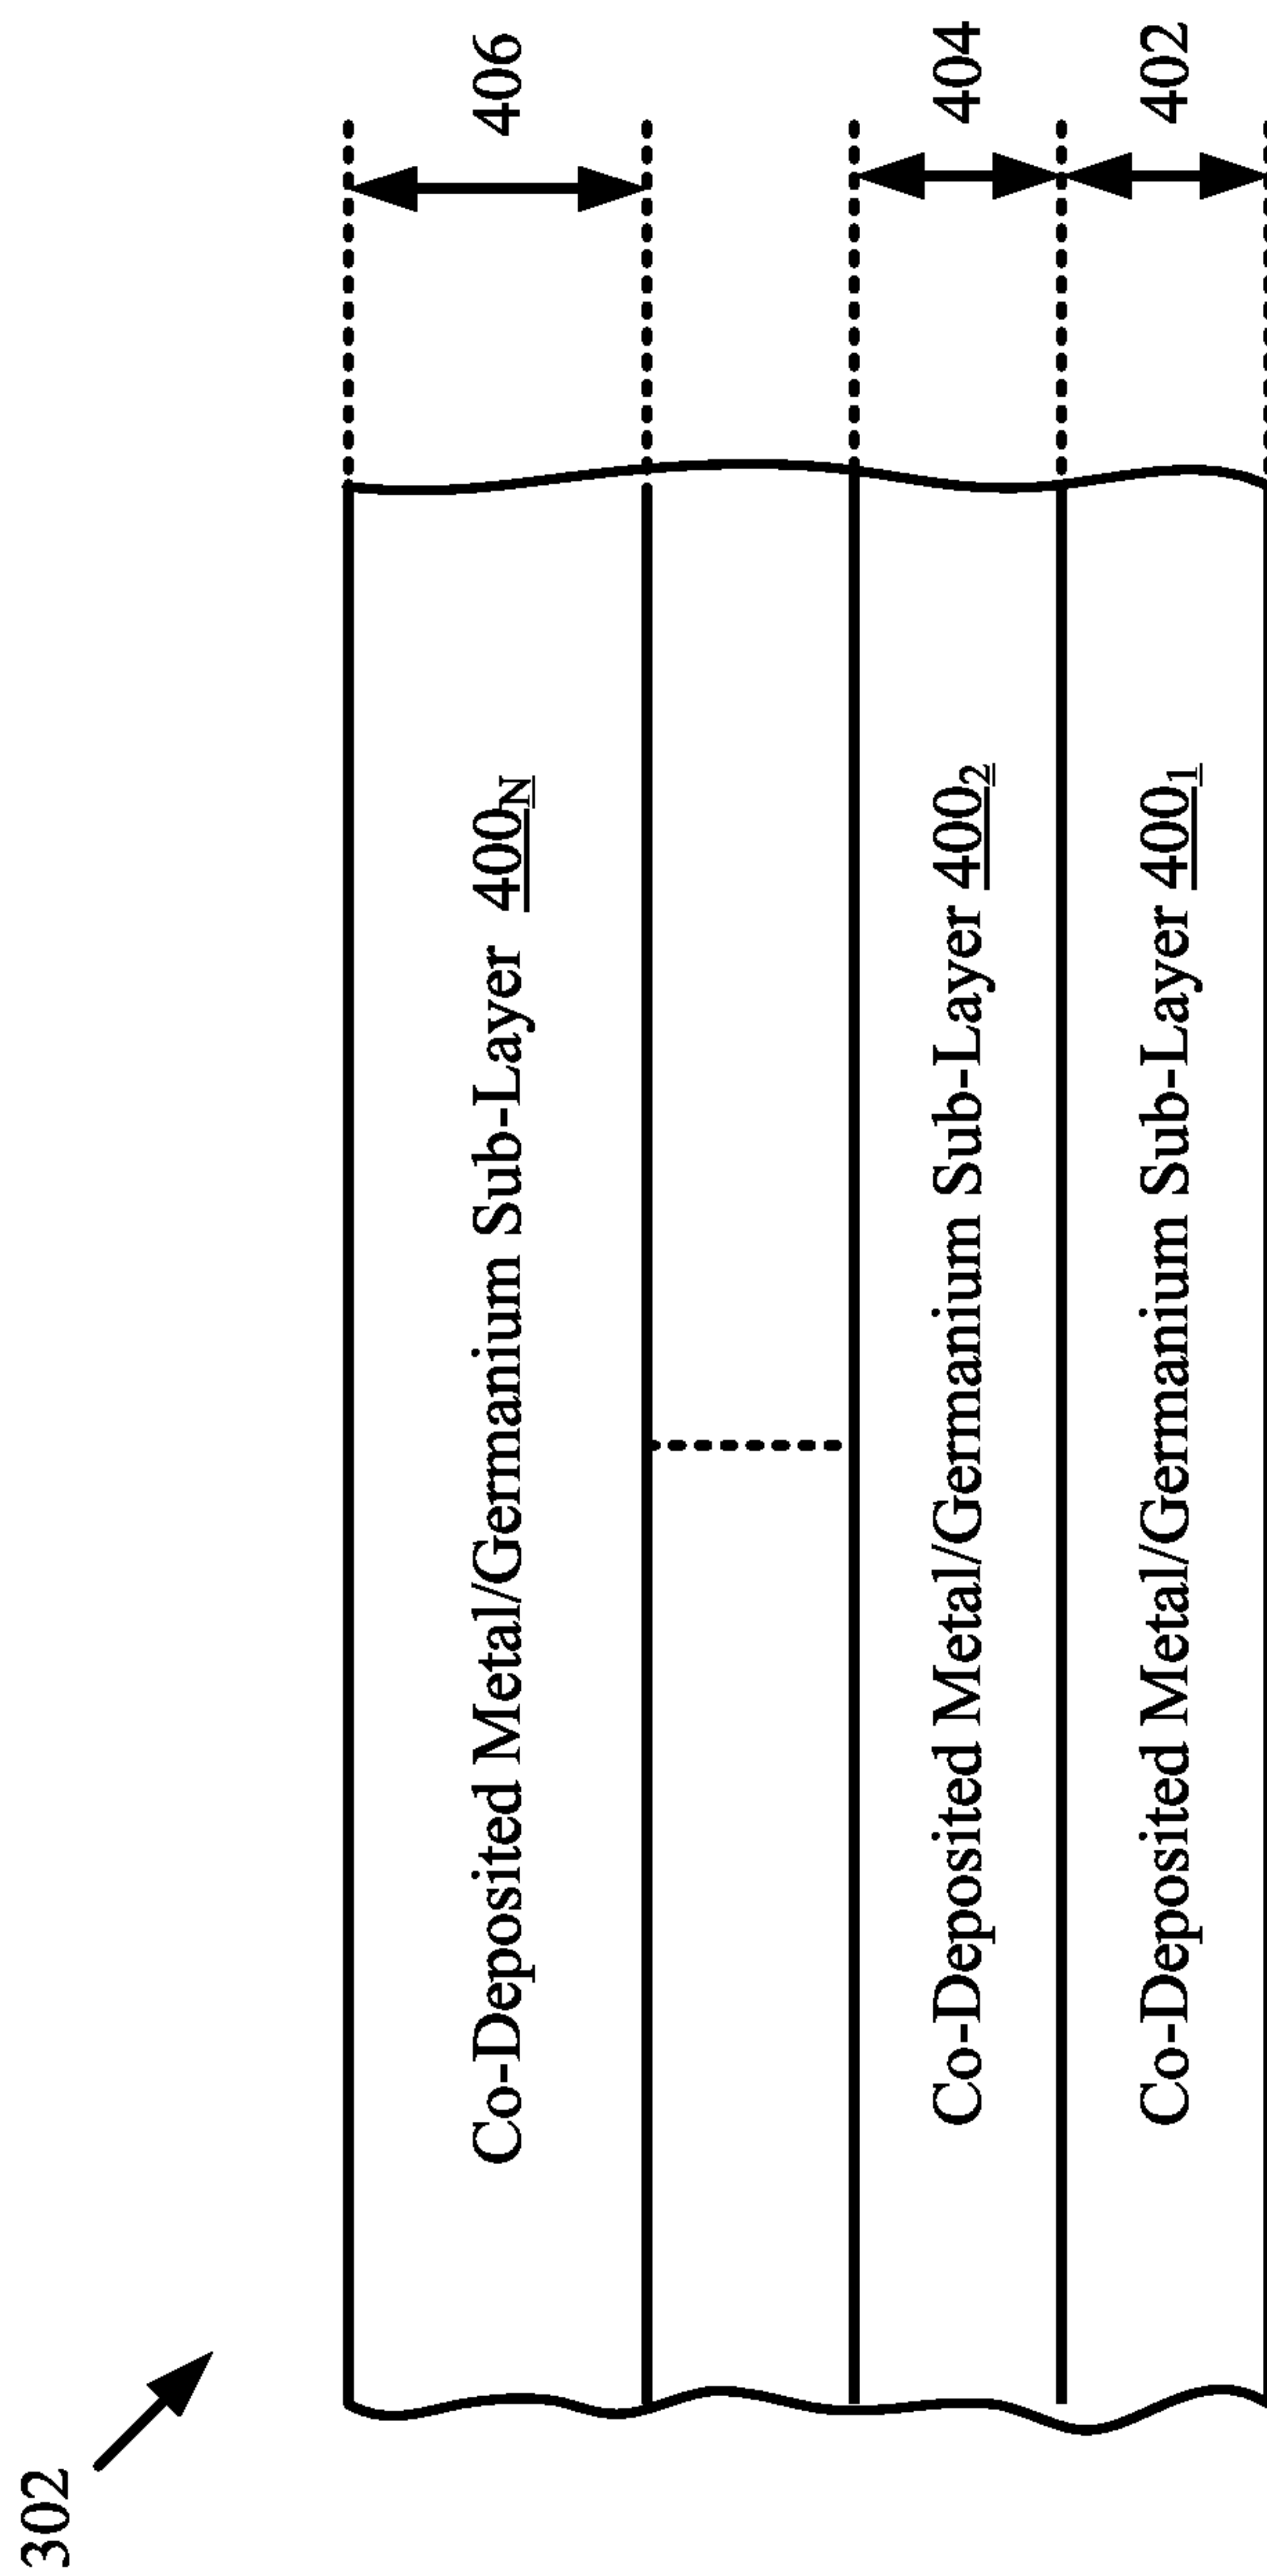 302
Co-Deposited Metal/Germanium Sub-Layer 400N
406
Co-Deposited Metal/Germanium Sub-Layer 4002
404
Co-Deposited Metal/Germanium Sub-Layer 4001
402